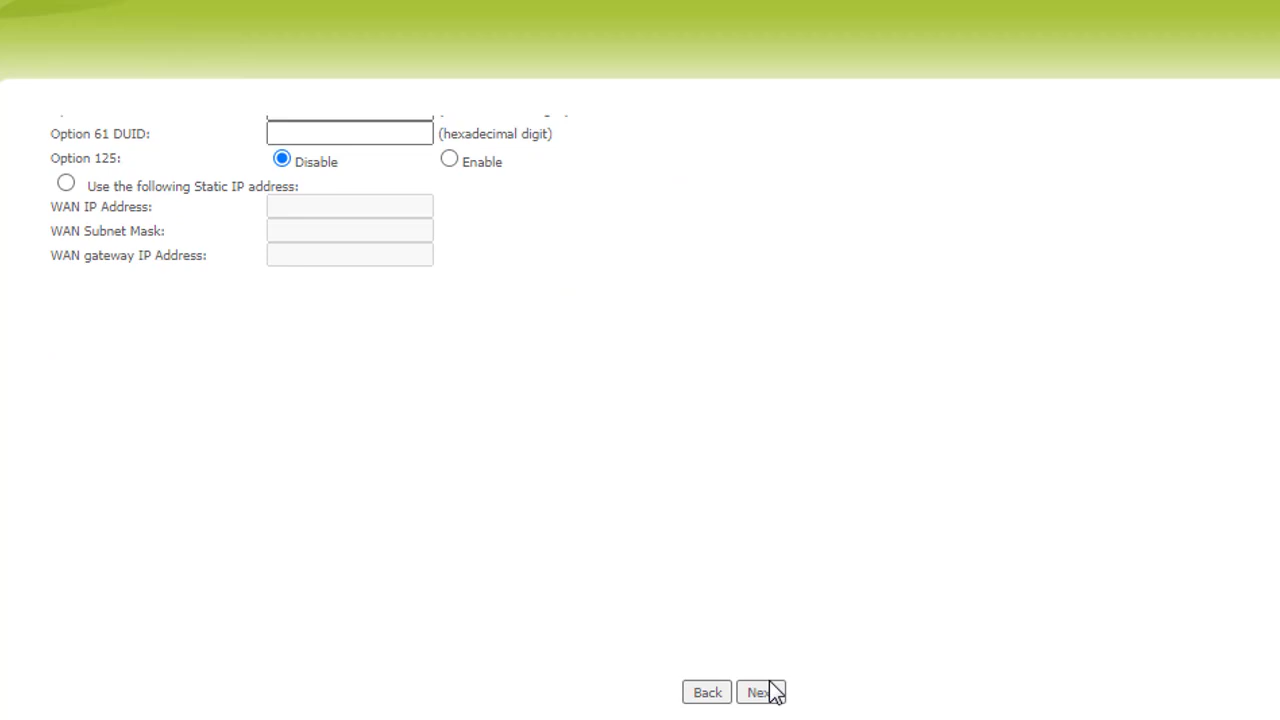 Option 61 DUID: (hexadecimal digit)
Option 125: Disable Enable
Use the following Static IP address:
WAN IP Address:
WAN Subnet Mask:
WAN gateway IP Address:
Back Nex